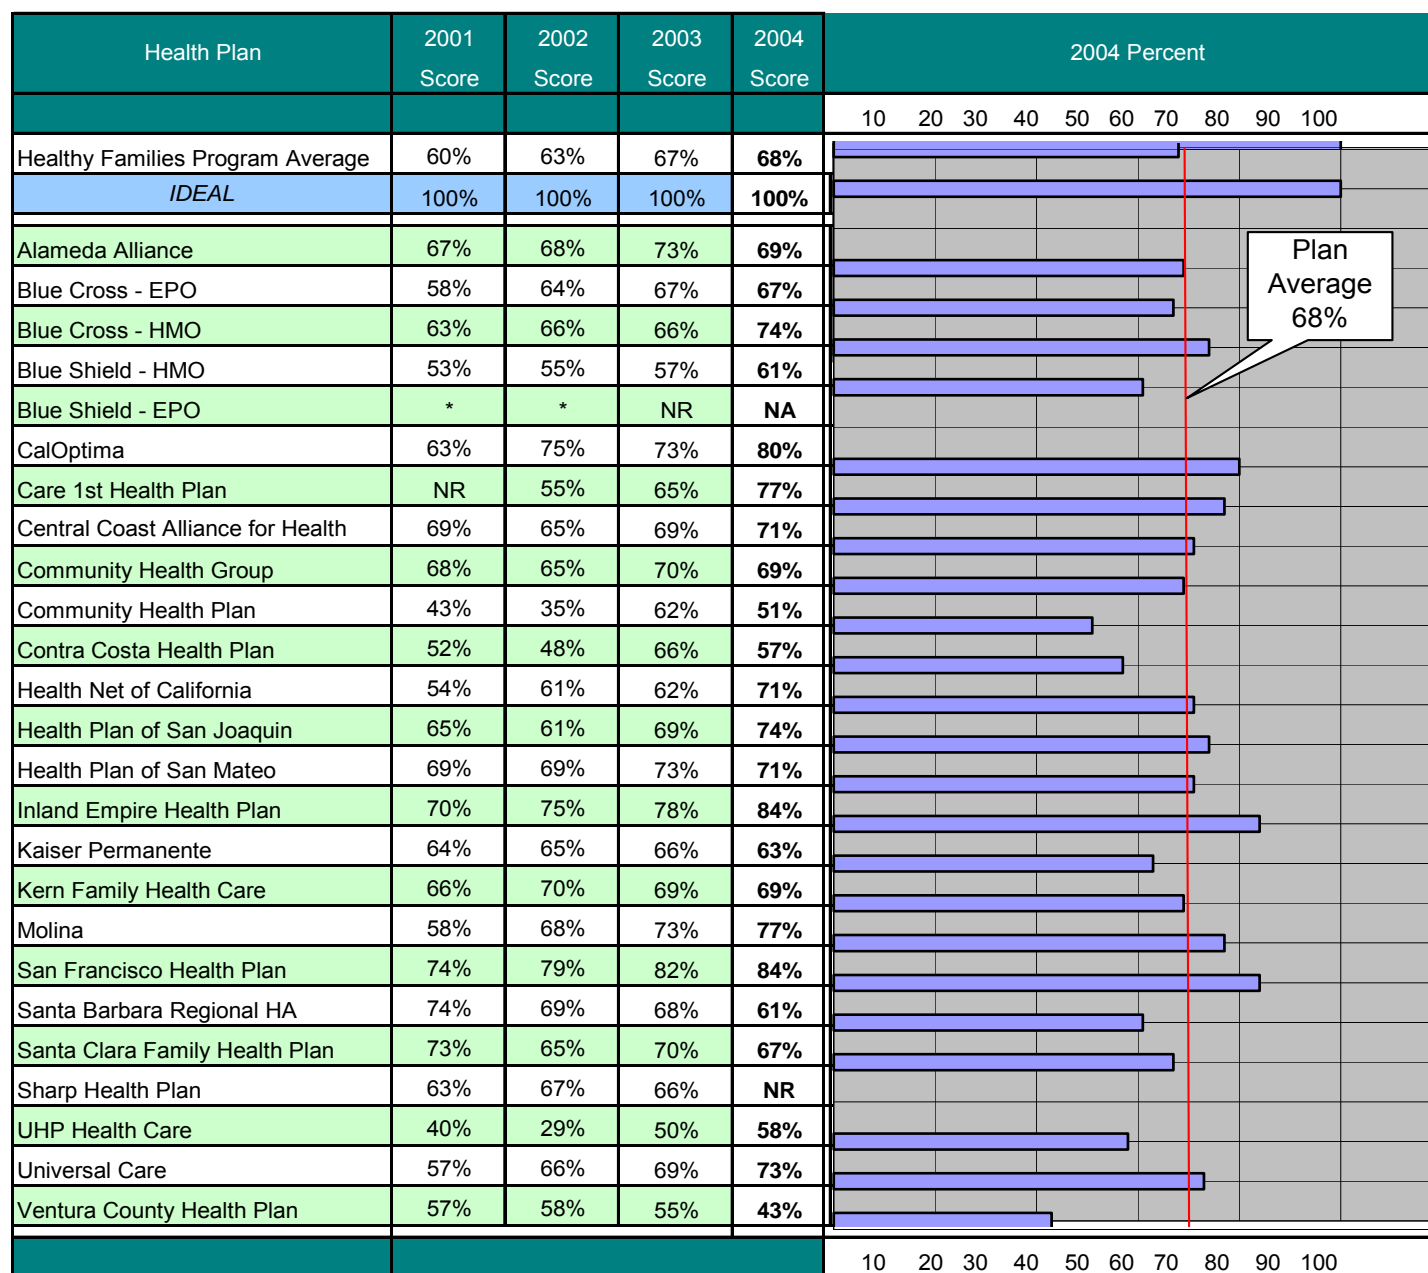 Health Plan 2001 Score 2002 Score 2003 Score 2004 Score 2004 Percent
10 20 30 40 50 60 70 80 90 100
Healthy Families Program Average 60% 63% 67% 68%
IDEAL 100% 100% 100% 100%
Alameda Alliance 67% 68% 73% 69%
Blue Cross - EPO 58% 64% 67% 67%
Blue Cross - HMO 63% 66% 66% 74%
Blue Shield - HMO 53% 55% 57% 61%
Blue Shield - EPO * * NR NA
CalOptima 63% 75% 73% 80%
Care 1st Health Plan NR 55% 65% 77%
Central Coast Alliance for Health 69% 65% 69% 71%
Community Health Group 68% 65% 70% 69%
Community Health Plan 43% 35% 62% 51%
Contra Costa Health Plan 52% 48% 66% 57%
Health Net of California 54% 61% 62% 71%
Health Plan of San Joaquin 65% 61% 69% 74%
Health Plan of San Mateo 69% 69% 73% 71%
Inland Empire Health Plan 70% 75% 78% 84%
Kaiser Permanente 64% 65% 66% 63%
Kern Family Health Care 66% 70% 69% 69%
Molina 58% 68% 73% 77%
San Francisco Health Plan 74% 79% 82% 84%
Santa Barbara Regional HA 74% 69% 68% 61%
Santa Clara Family Health Plan 73% 65% 70% 67%
Sharp Health Plan 63% 67% 66% NR
UHP Health Care 40% 29% 50% 58%
Universal Care 57% 66% 69% 73%
Ventura County Health Plan 57% 58% 55% 43%
Plan
Average
68%
10 20 30 40 50 60 70 80 90 100